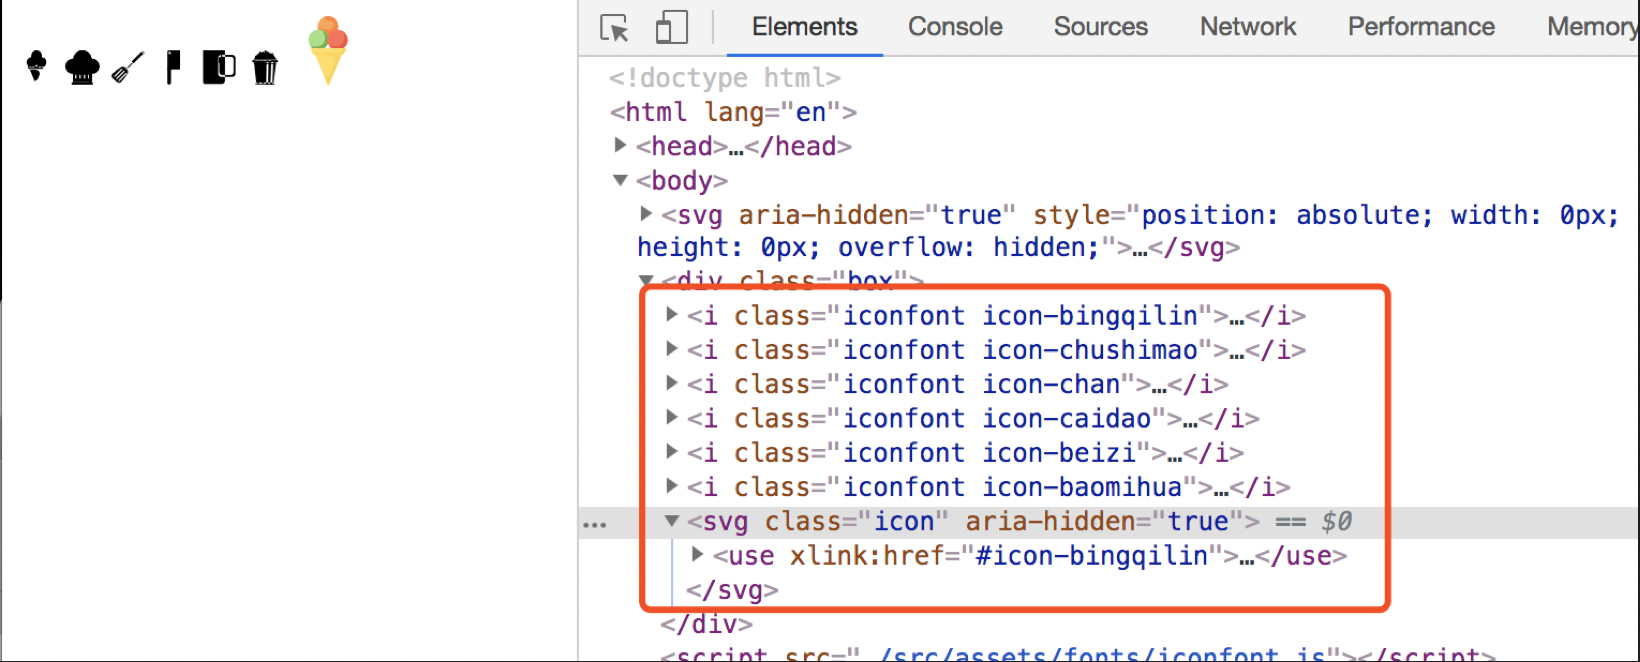 Elements Console Sources Network Performance Memory
<!doctype html>
<html lang="en">
<head>…</head>
<body>
<svg aria-hidden="true" style="position: absolute; width: 0px;
height: 0px; overflow: hidden;">…</svg>
<div class="box">
<i class="iconfont icon-bingqilin">…</i>
<i class="iconfont icon-chushimao">…</i>
<i class="iconfont icon-chan">…</i>
<i class="iconfont icon-caidao">…</i>
<i class="iconfont icon-beizi">…</i>
<i class="iconfont icon-baomihua">…</i>
<svg class="icon" aria-hidden="true"> == $0
<use xlink:href="#icon-bingqilin">…</use>
</svg>
</div>
<script src="./src/assets/fonts/iconfont.js"></script>